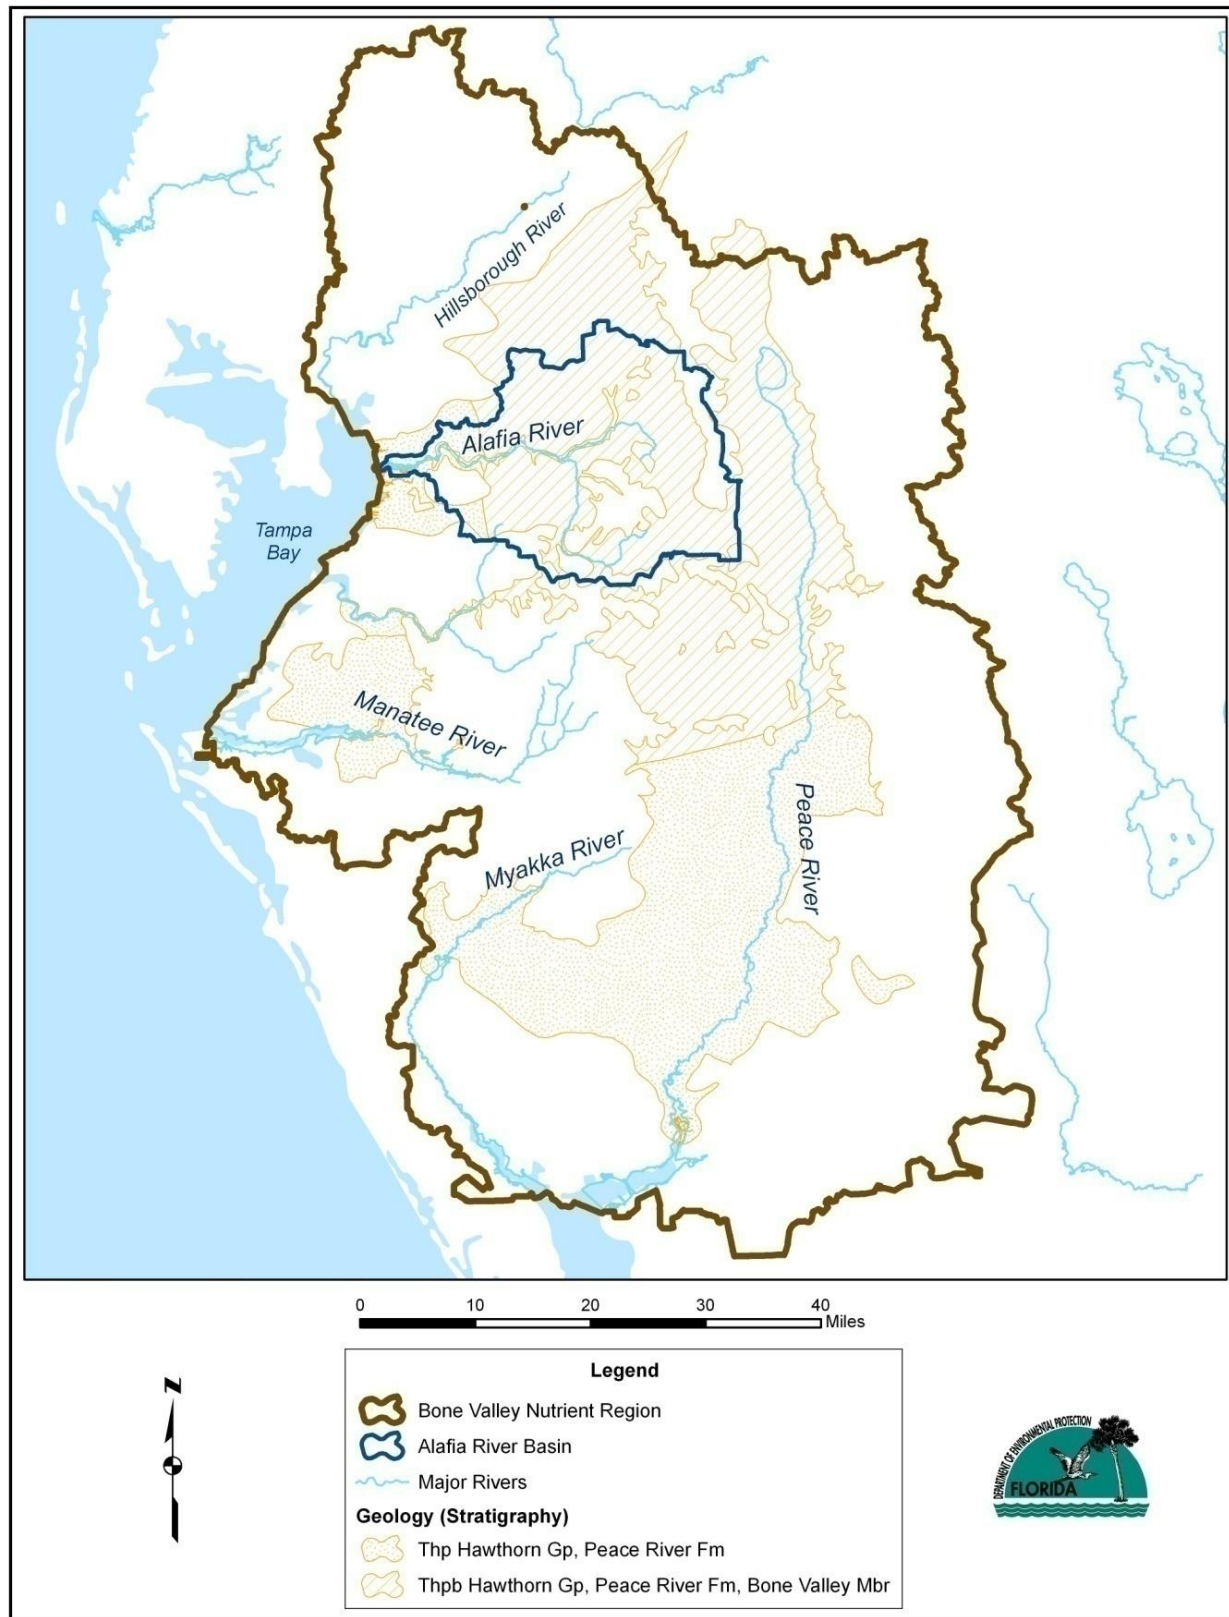 Hillsborough River
Alafia River
Tampa
Bay
Manatee River
Peace River
Myakka River
0 10 20 30 40
Miles
N
Legend
Bone Valley Nutrient Region
Alafia River Basin
Major Rivers
Geology (Stratigraphy)
Thp Hawthorn Gp, Peace River Fm
Thpb Hawthorn Gp, Peace River Fm, Bone Valley Mbr
DEPARTMENT OF ENVIRONMENTAL PROTECTION
FLORIDA